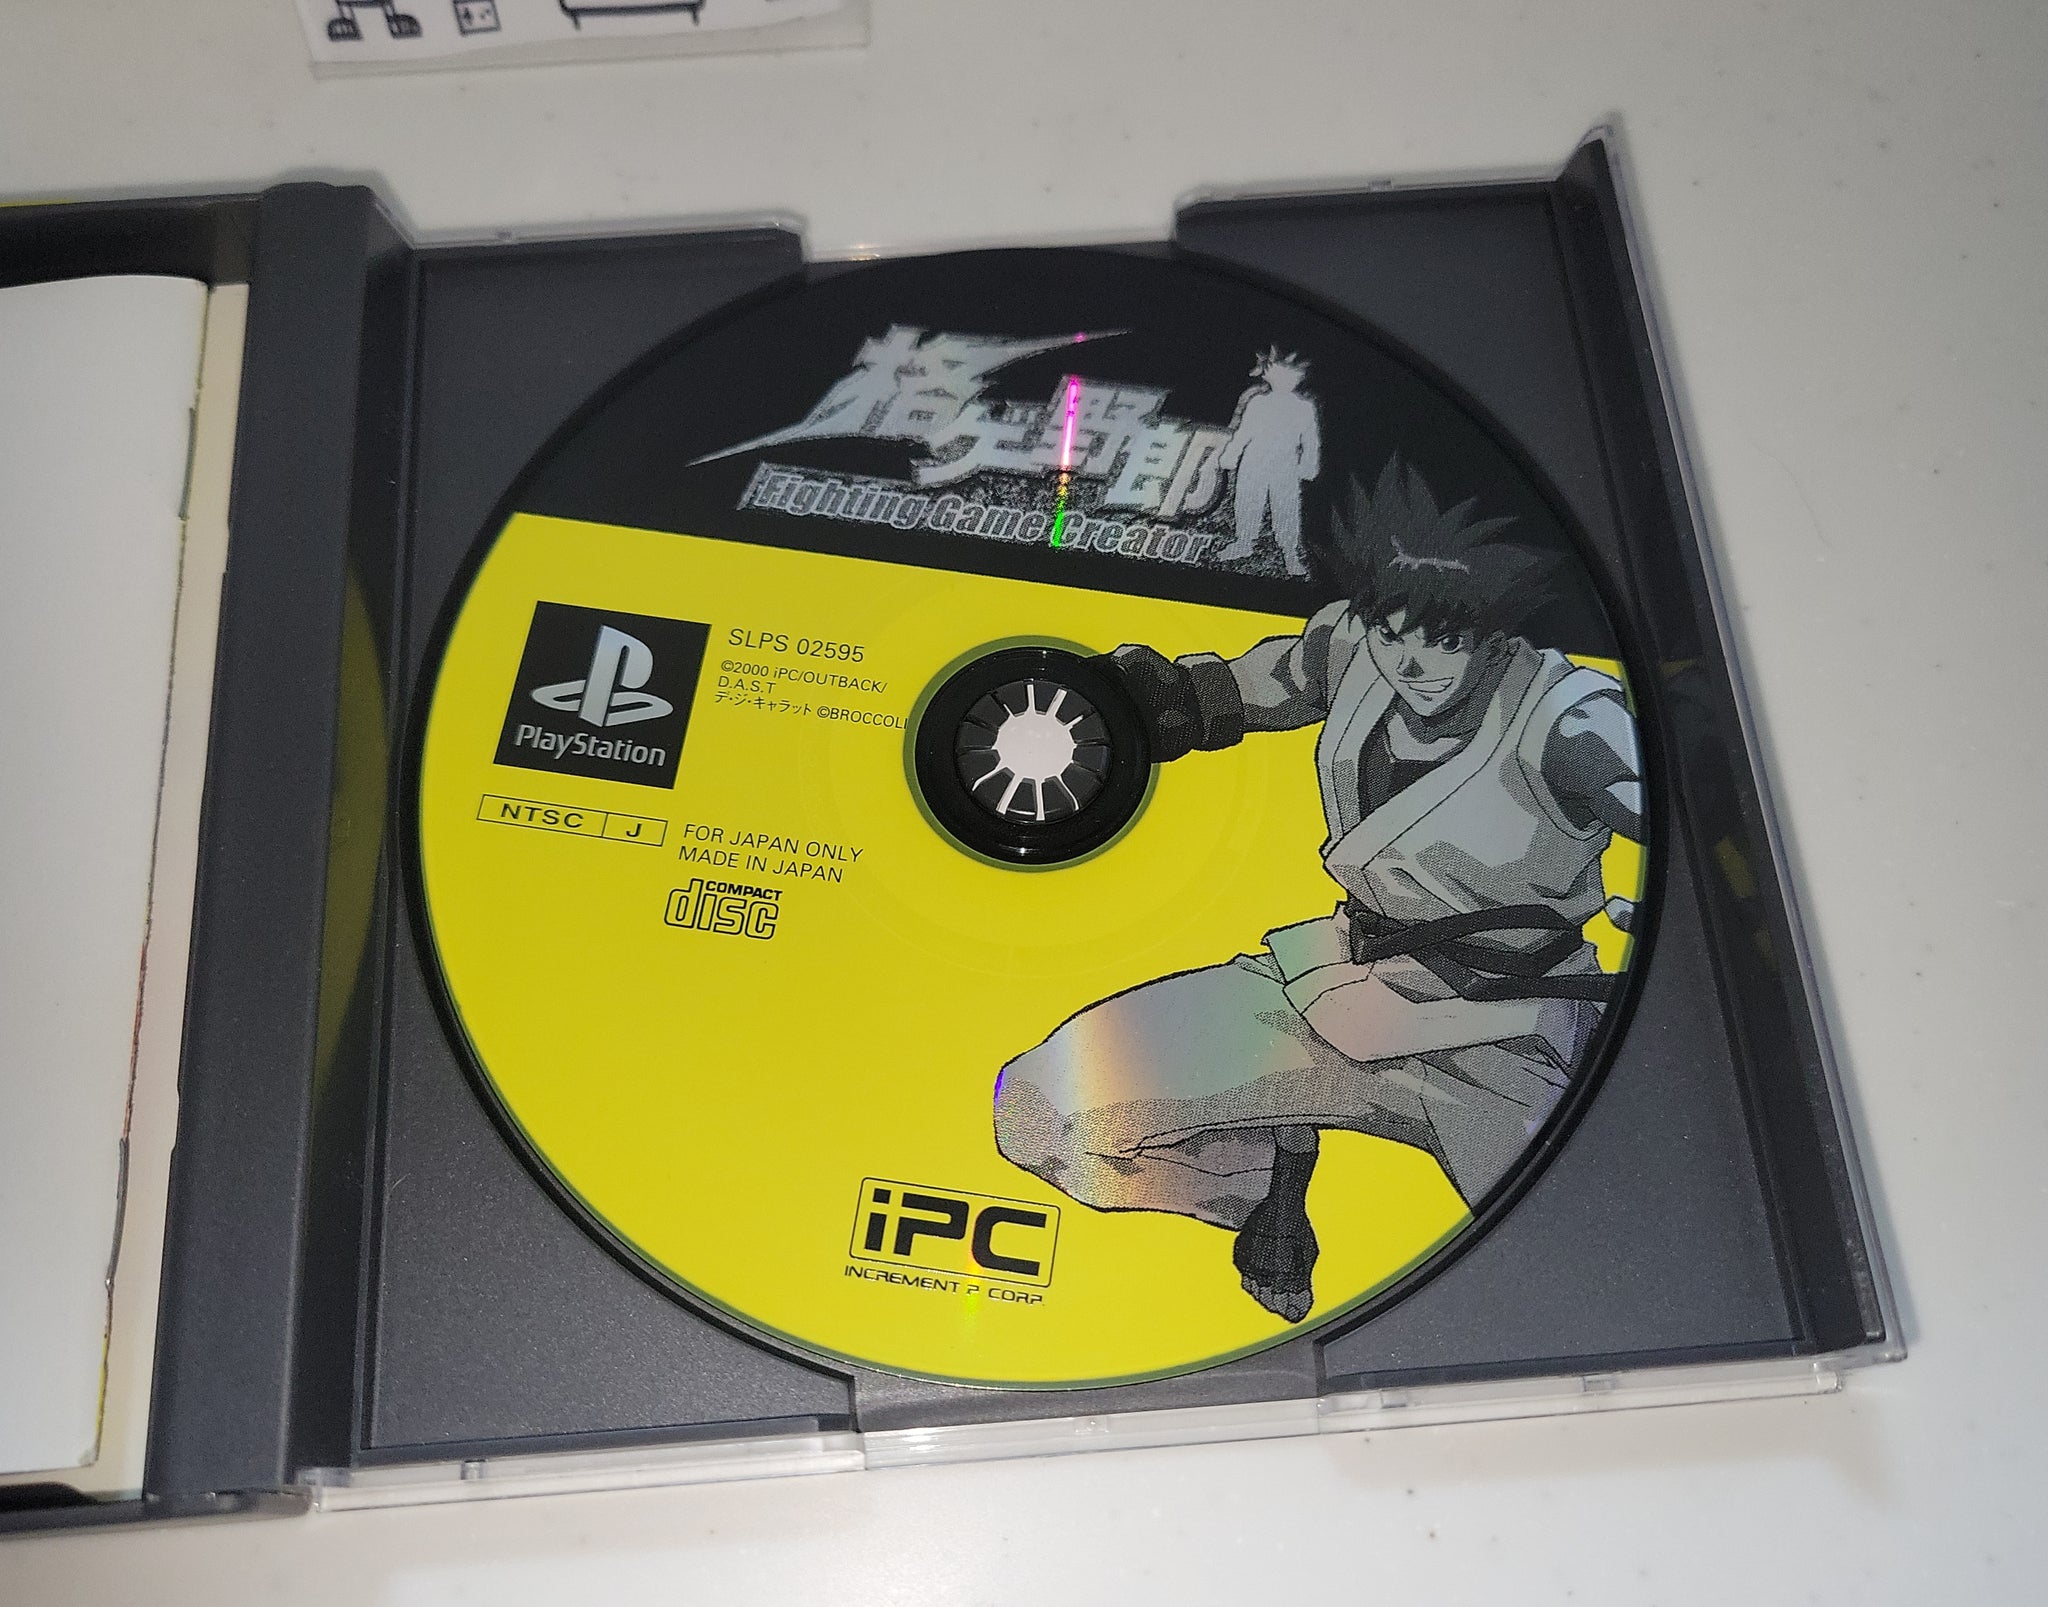 格ゲー野郎
Fighting Game Creator
PlayStation
SLPS 02595
©2000 iPC/OUTBACK/
D.A.S.T
デ・ジ・キャラット ©BROCCOLI
NTSC J
FOR JAPAN ONLY
MADE IN JAPAN
COMPACT
disc
iPC
INCREMENT P CORP.